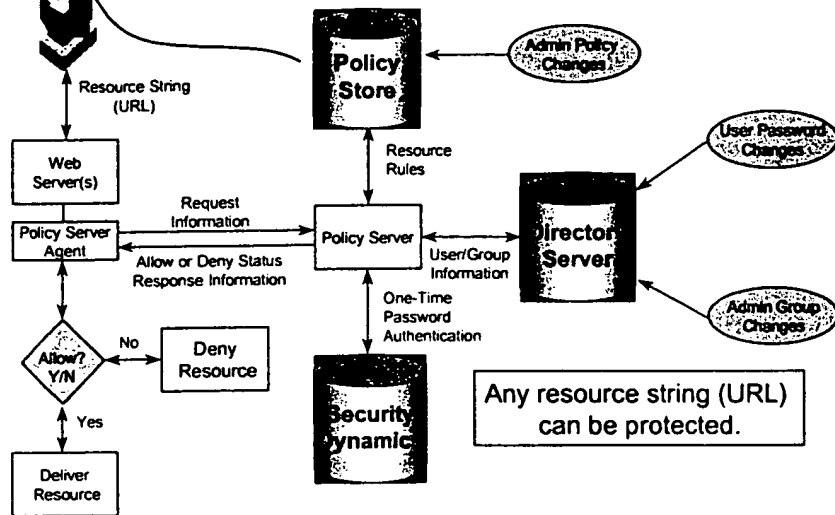 Policy
Store
Admin Policy
Changes
Resource String
(URL)
User Password
Changes
Web
Server(s)
Resource
Rules
Request
Information
Policy Server
Agent
Policy Server
Director
Server
Allow or Deny Status
Response Information
User/Group
Information
One-Time
Password
Authentication
Admin Group
Changes
Allow?
Y/N
No
Deny
Resource
Security
Dynamic
Any resource string (URL)
can be protected.
Yes
Deliver
Resource